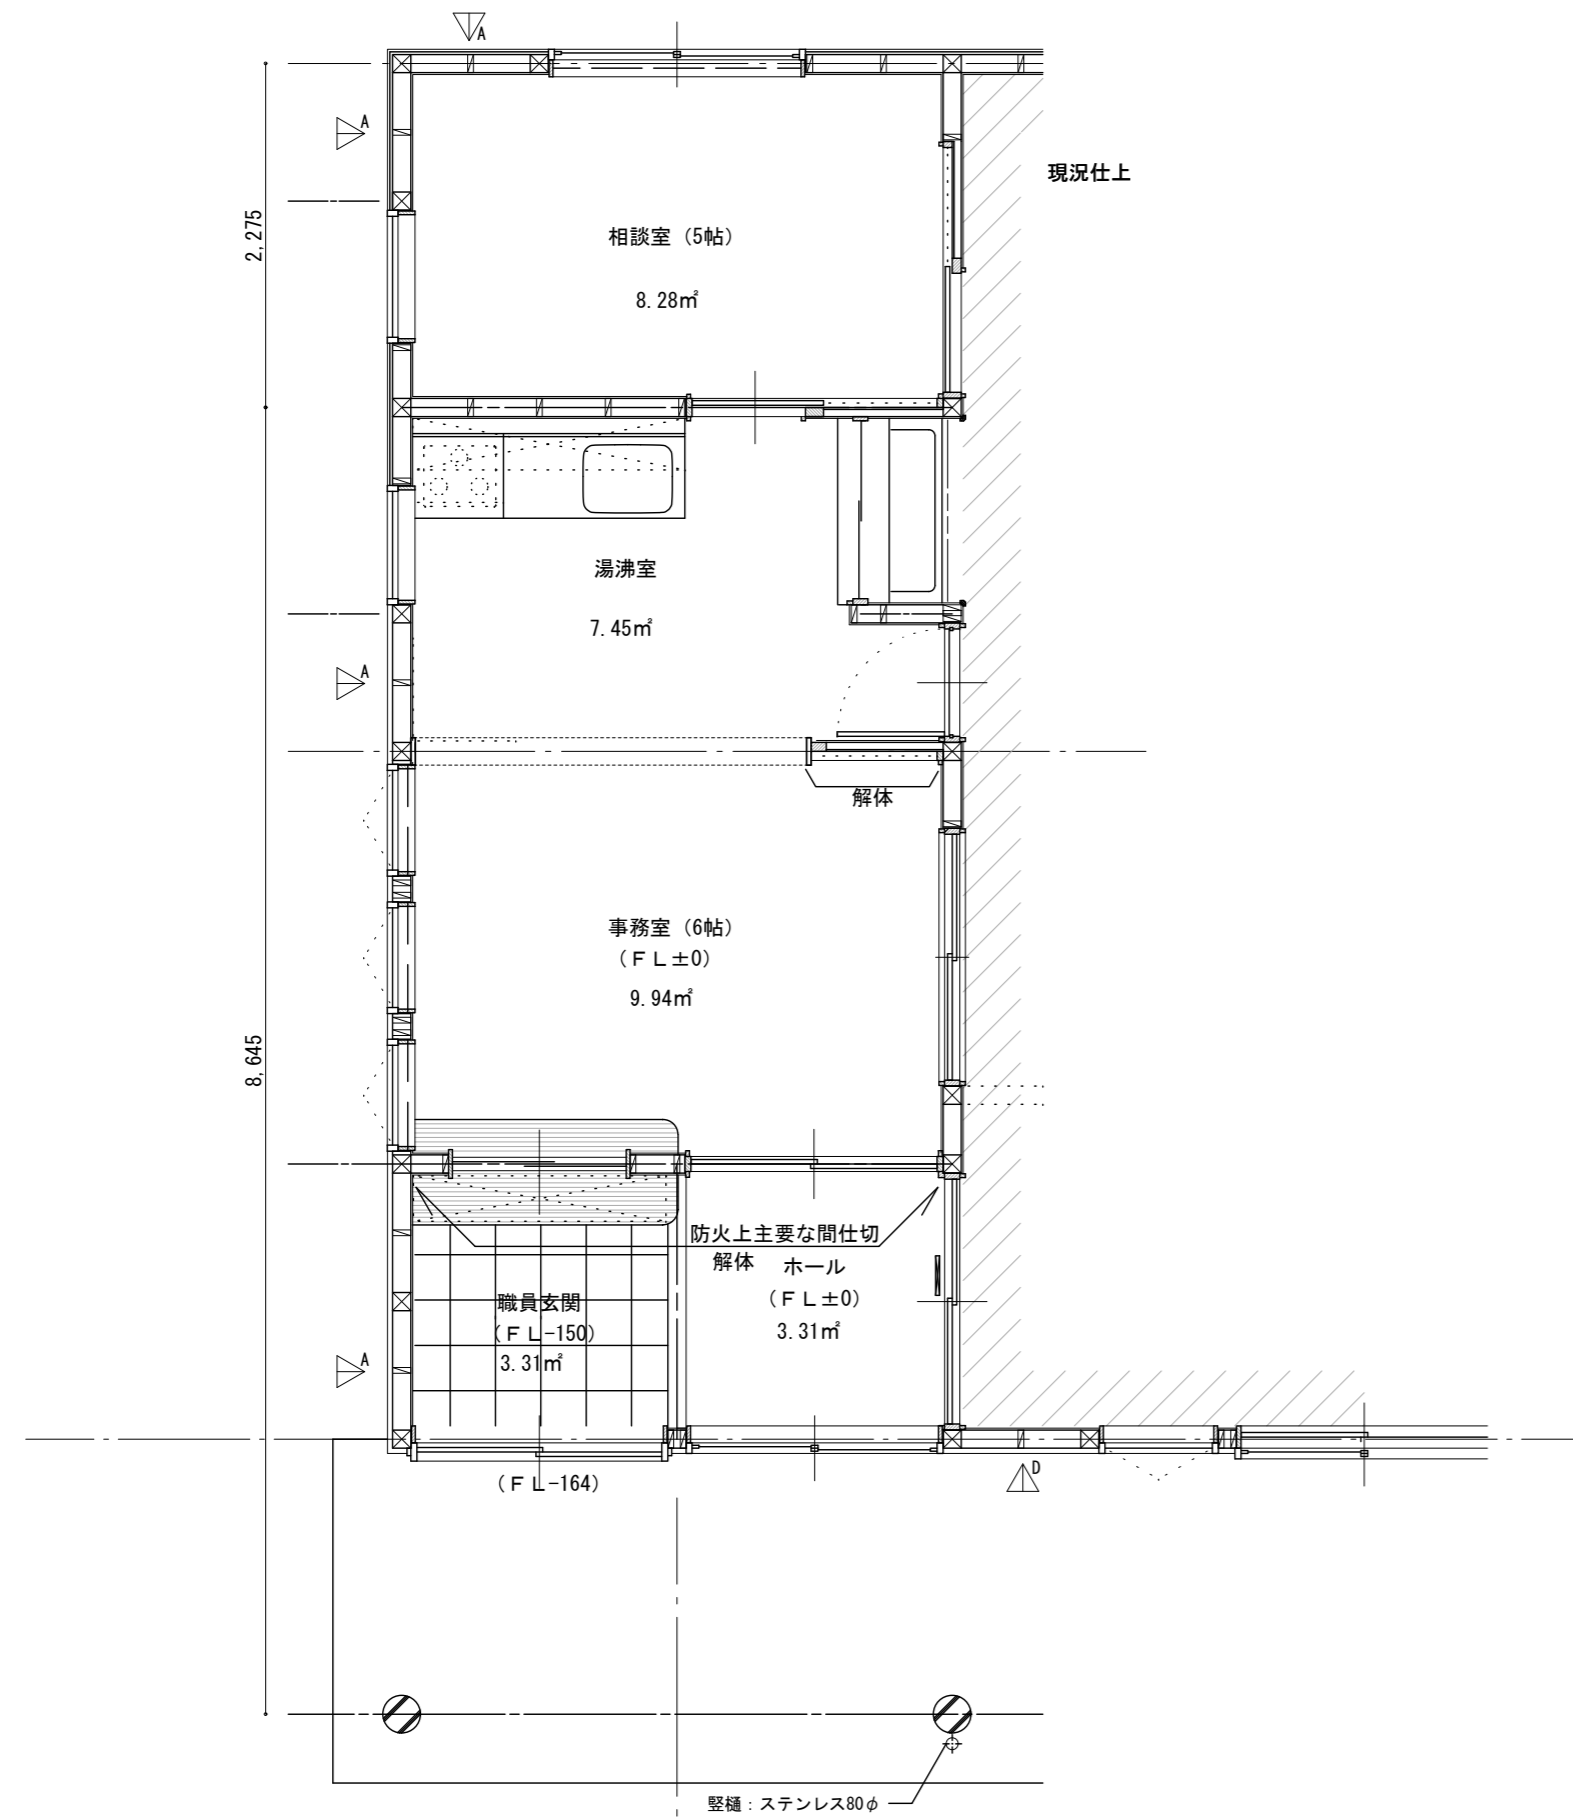 A
A
現況仕上
2,275
相談室（5帖）
8.28㎡
湯沸室
7.45㎡
A
解体
事務室（6帖）
（ＦＬ±0）
9.94㎡
8,645
防火上主要な間仕切
解体
ホール
（ＦＬ±0）
3.31㎡
職員玄関
（ＦＬ-150）
3.31㎡
A
（ＦＬ-164）
D
竪樋：ステンレス80φ